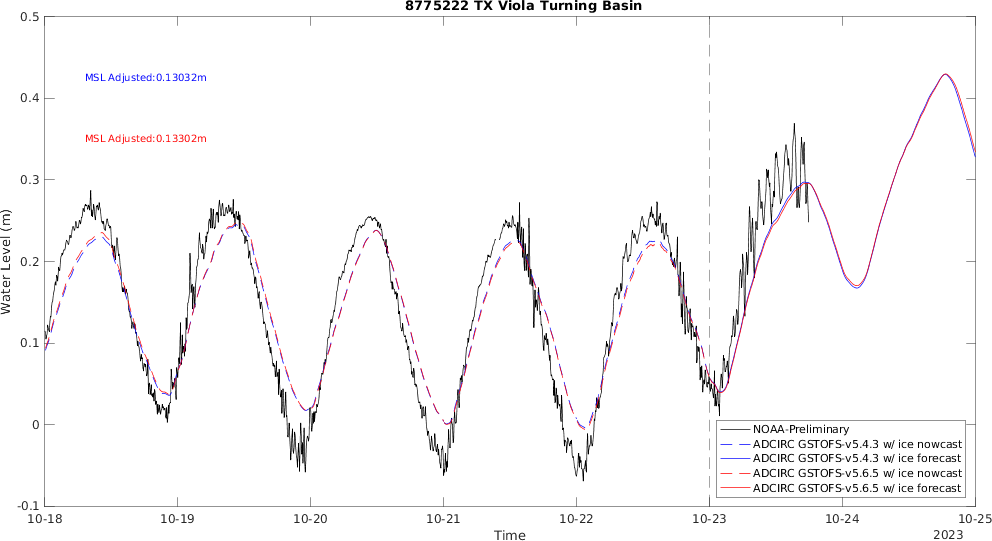 8775222 TX Viola Turning Basin
0.5
0.4
0.3
0.2
0.1
0
-0.1
Water Level (m)
MSL Adjusted:0.13032m
MSL Adjusted:0.13302m
NOAA-Preliminary
ADCIRC GSTOFS-v5.4.3 w/ ice nowcast
ADCIRC GSTOFS-v5.4.3 w/ ice forecast
ADCIRC GSTOFS-v5.6.5 w/ ice nowcast
ADCIRC GSTOFS-v5.6.5 w/ ice forecast
10-18 10-19 10-20 10-21 10-22 10-23 10-24 10-25
Time
2023